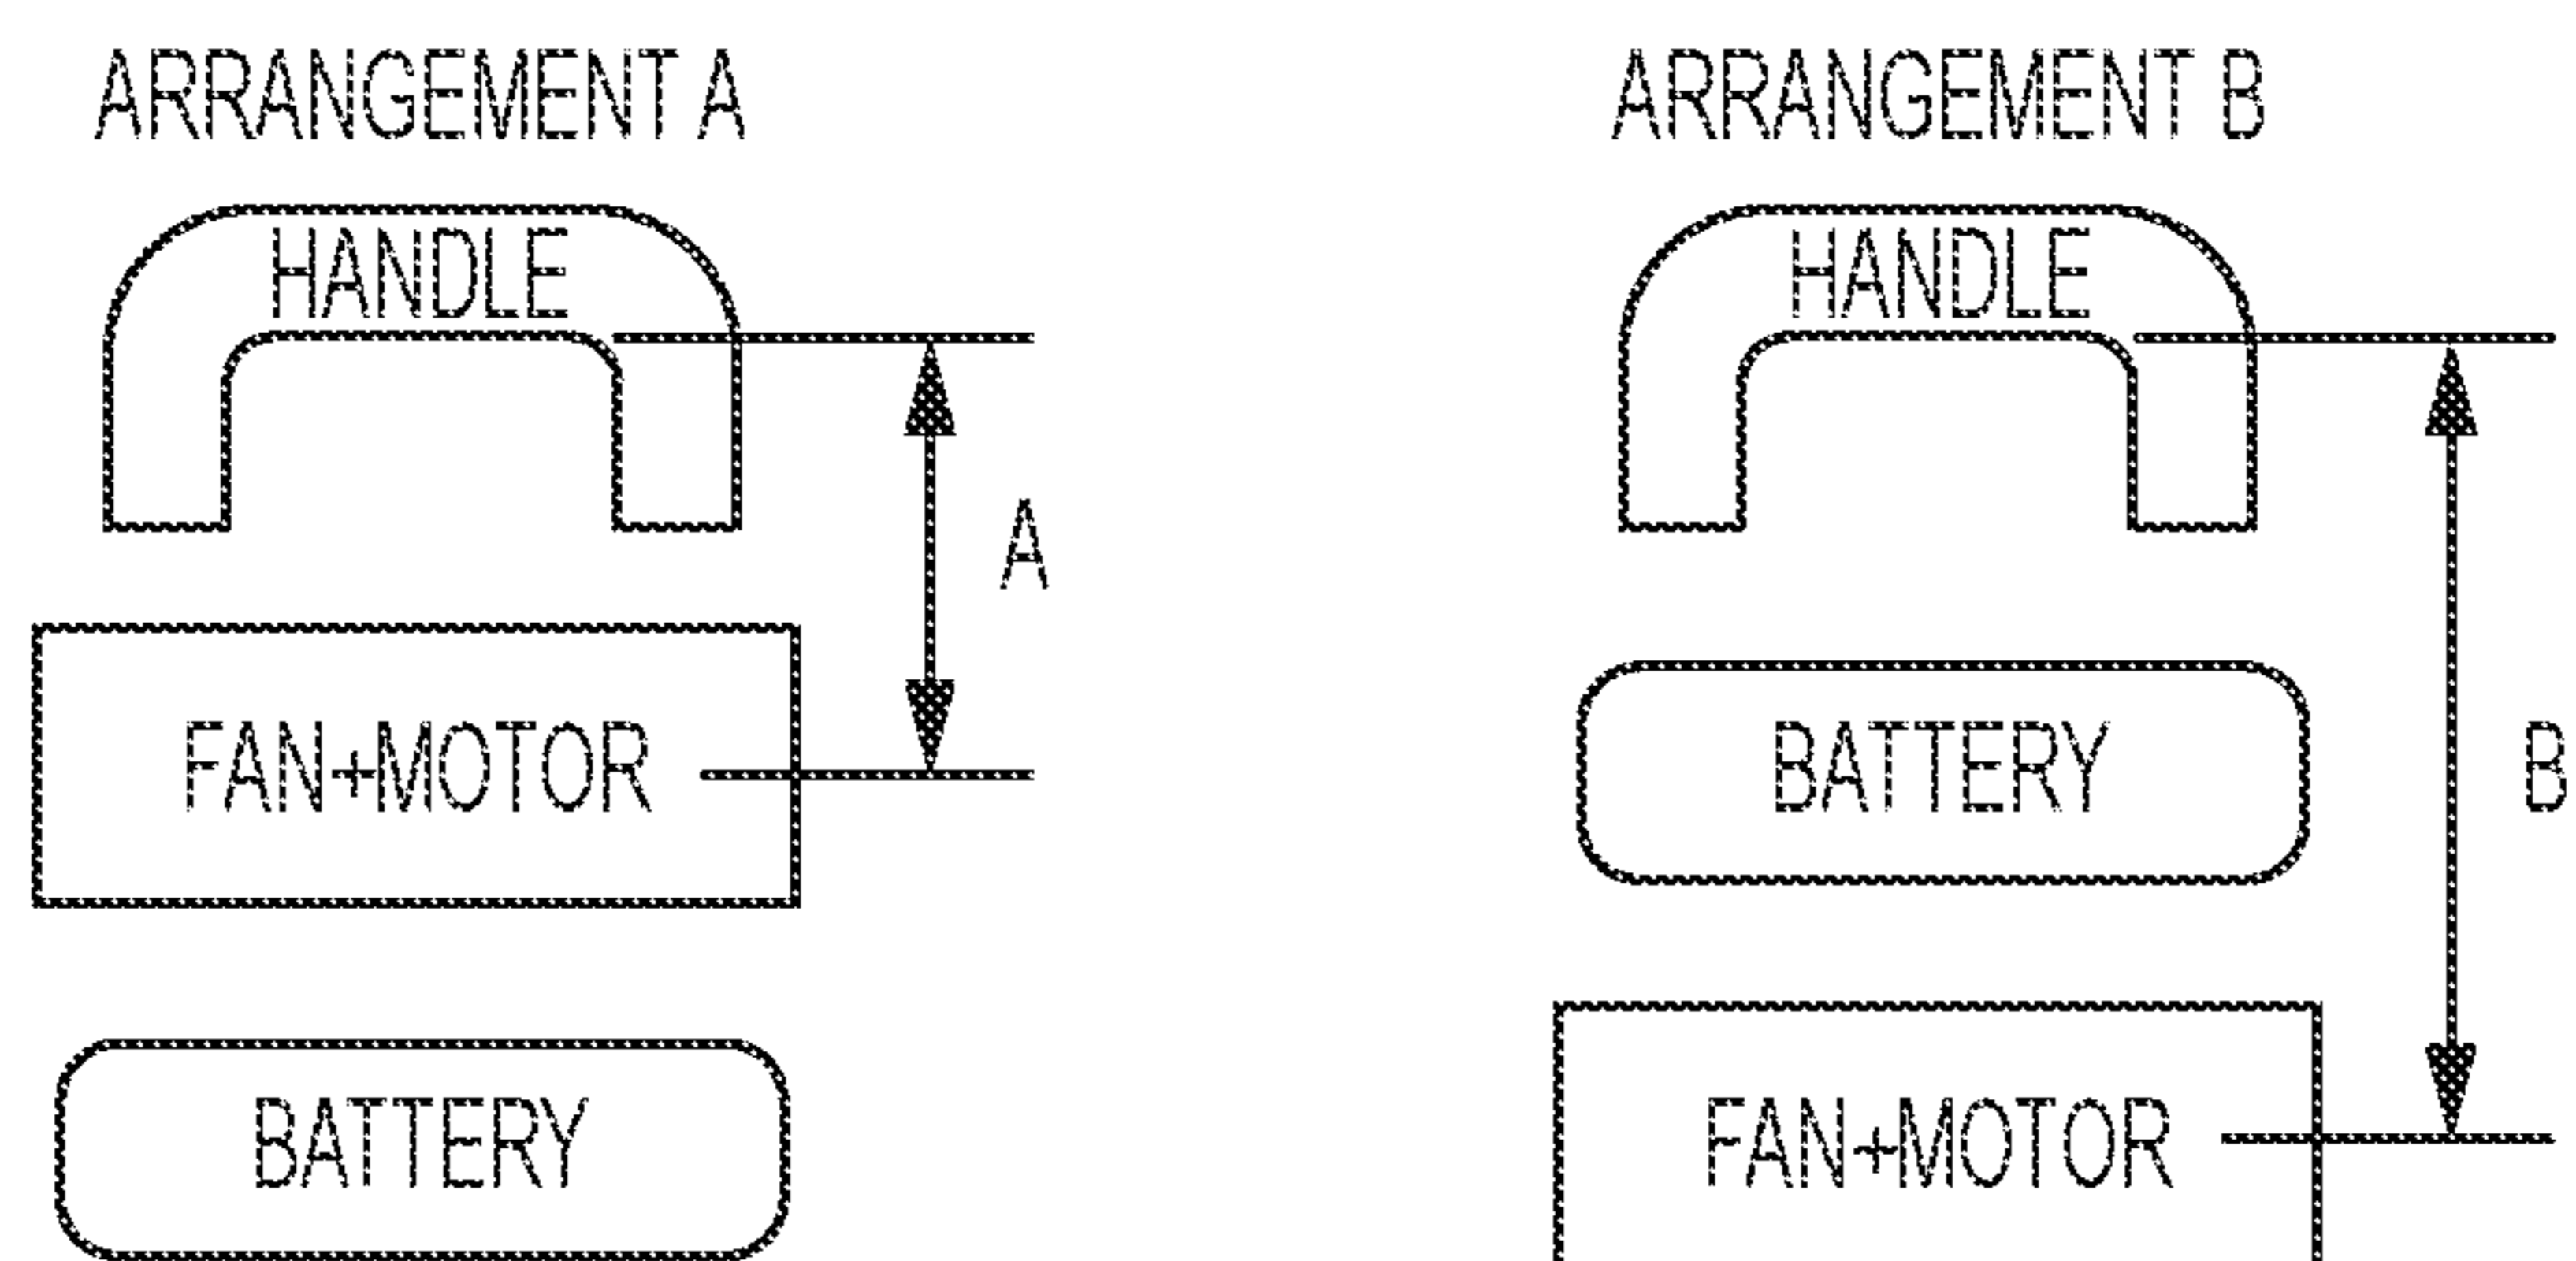 ARRANGEMENT A
HANDLE
A
FAN+MOTOR
BATTERY
ARRANGEMENT B
HANDLE
BATTERY
B
FAN+MOTOR